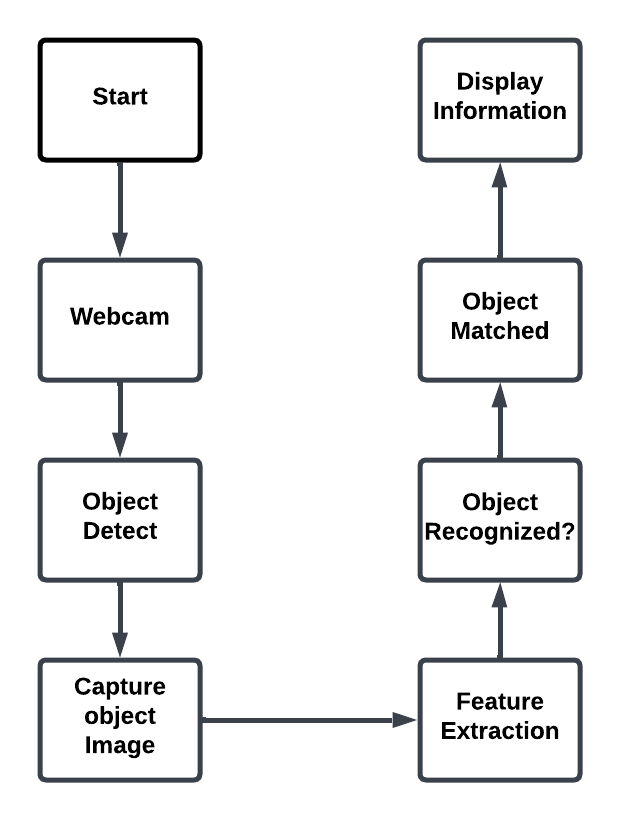 Start
Webcam
Object
Detect
Capture
object
Image
Feature
Extraction
Object
Recognized?
Object
Matched
Display
Information